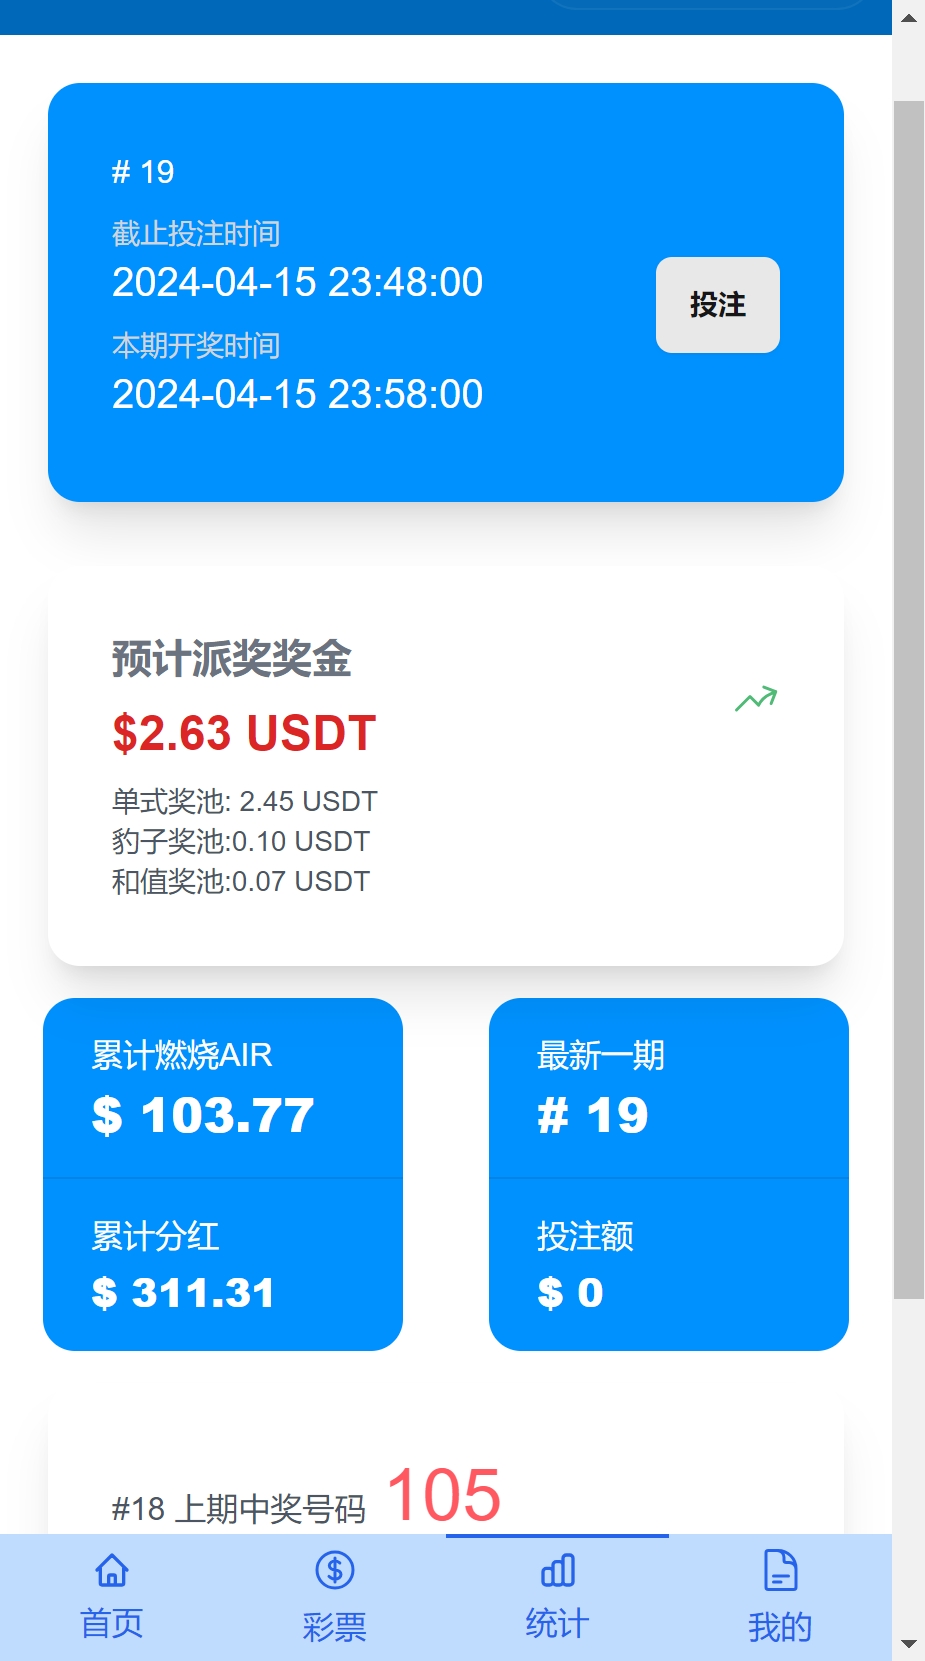 # 19
截止投注时间
2024-04-15 23:48:00
投注
本期开奖时间
2024-04-15 23:58:00
预计派奖奖金
$2.63 USDT
单式奖池: 2.45 USDT
豹子奖池:0.10 USDT
和值奖池:0.07 USDT
累计燃烧AIR
$ 103.77
累计分红
$ 311.31
最新一期
# 19
投注额
$ 0
#18 上期中奖号码 105
首页
彩票
统计
我的